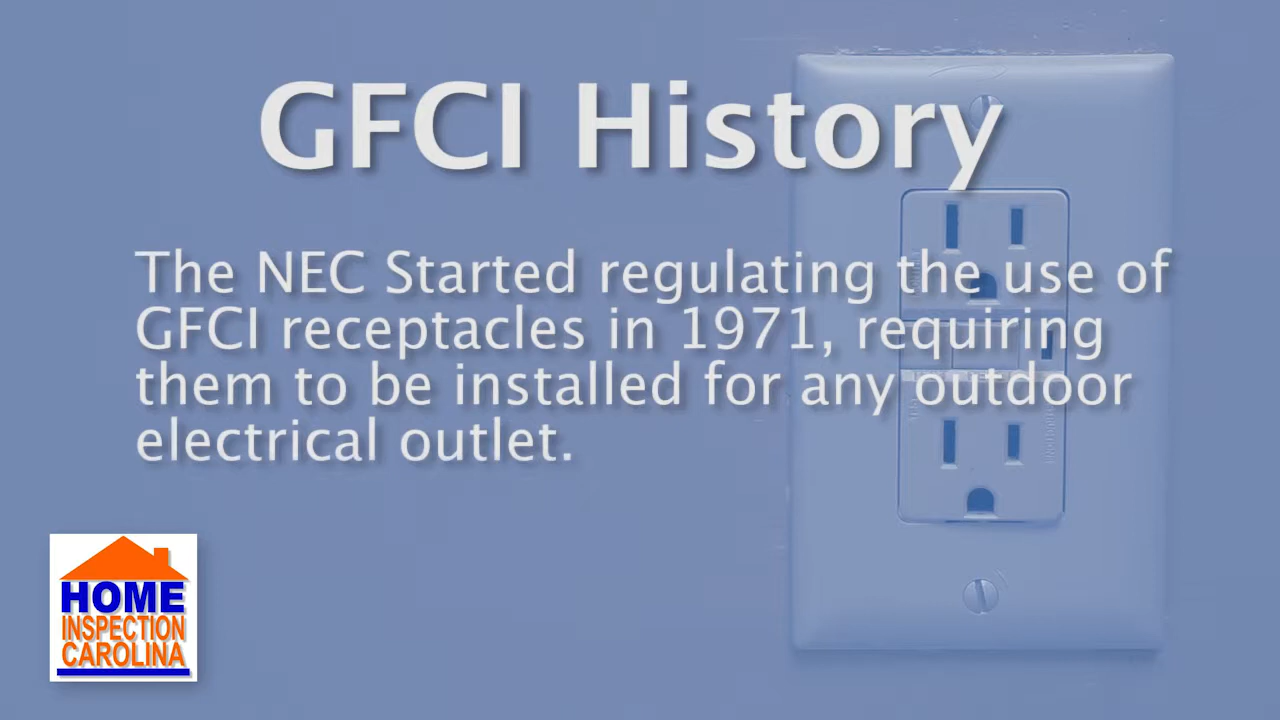 GFCI History
The NEC Started regulating the use of
GFCI receptacles in 1971, requiring
them to be installed for any outdoor
electrical outlet.
HOME
INSPECTION
CAROLINA